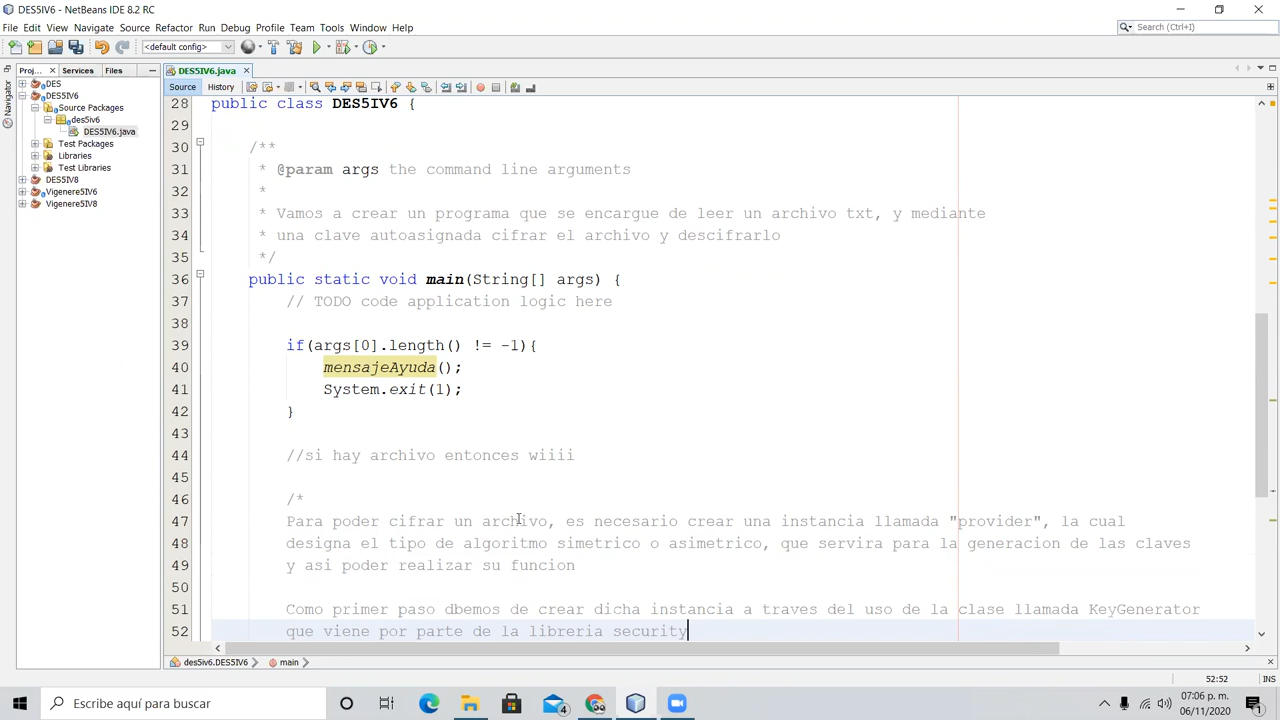 DES5IV6 - NetBeans IDE 8.2 RC
File Edit View Navigate Source Refactor Run Debug Profile Team Tools Window Help
Search (Ctrl+I)
<default config>
Proj... Services Files
DES5IV6.java
Navigator
Source History
DES
DES5IV6
Source Packages
des5iv6
DES5IV6.java
Test Packages
Libraries
Test Libraries
DES5IV8
Vigenere5IV6
Vigenere5IV8
28 public class DES5IV6 {
29
30 /**
31 * @param args the command line arguments
32 *
33 * Vamos a crear un programa que se encargue de leer un archivo txt, y mediante
34 * una clave autoasignada cifrar el archivo y descifrarlo
35 */
36 public static void main(String[] args) {
37 // TODO code application logic here
38
39 if(args[0].length() != -1){
40 mensajeAyuda();
41 System.exit(1);
42 }
43
44 //si hay archivo entonces wiiii
45
46 /*
47 Para poder cifrar un archivo, es necesario crear una instancia llamada "provider", la cual
48 designa el tipo de algoritmo simetrico o asimetrico, que servira para la generacion de las claves
49 y asi poder realizar su funcion
50
51 Como primer paso dbemos de crear dicha instancia a traves del uso de la clase llamada KeyGenerator
52 que viene por parte de la libreria security
des5iv6.DES5IV6 main
52:52 INS
Escribe aquí para buscar
4
07:06 p. m.
06/11/2020
1